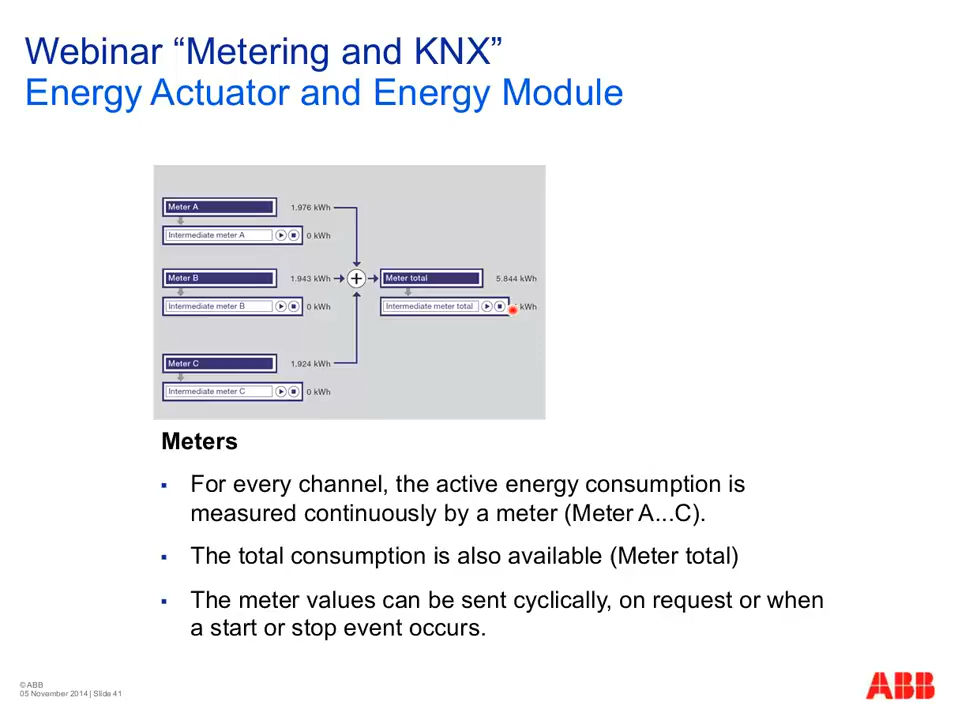 Webinar “Metering and KNX”
Energy Actuator and Energy Module
Meter A
1.976 kWh
Intermediate meter A
0 kWh
Meter B
1.943 kWh
Meter total
5.844 kWh
Intermediate meter B
0 kWh
Intermediate meter total
kWh
Meter C
1.924 kWh
Intermediate meter C
0 kWh
Meters
▪ For every channel, the active energy consumption is
measured continuously by a meter (Meter A...C).
▪ The total consumption is also available (Meter total)
▪ The meter values can be sent cyclically, on request or when
a start or stop event occurs.
© ABB
05 November 2014 | Slide 41
ABB